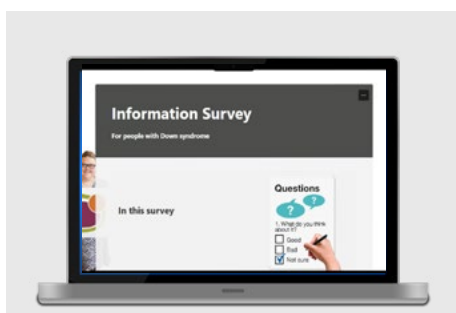 Information Survey
For people with Down syndrome
In this survey
Questions
?
?
1. What do you think
about it?
Good
Bad
Not sure